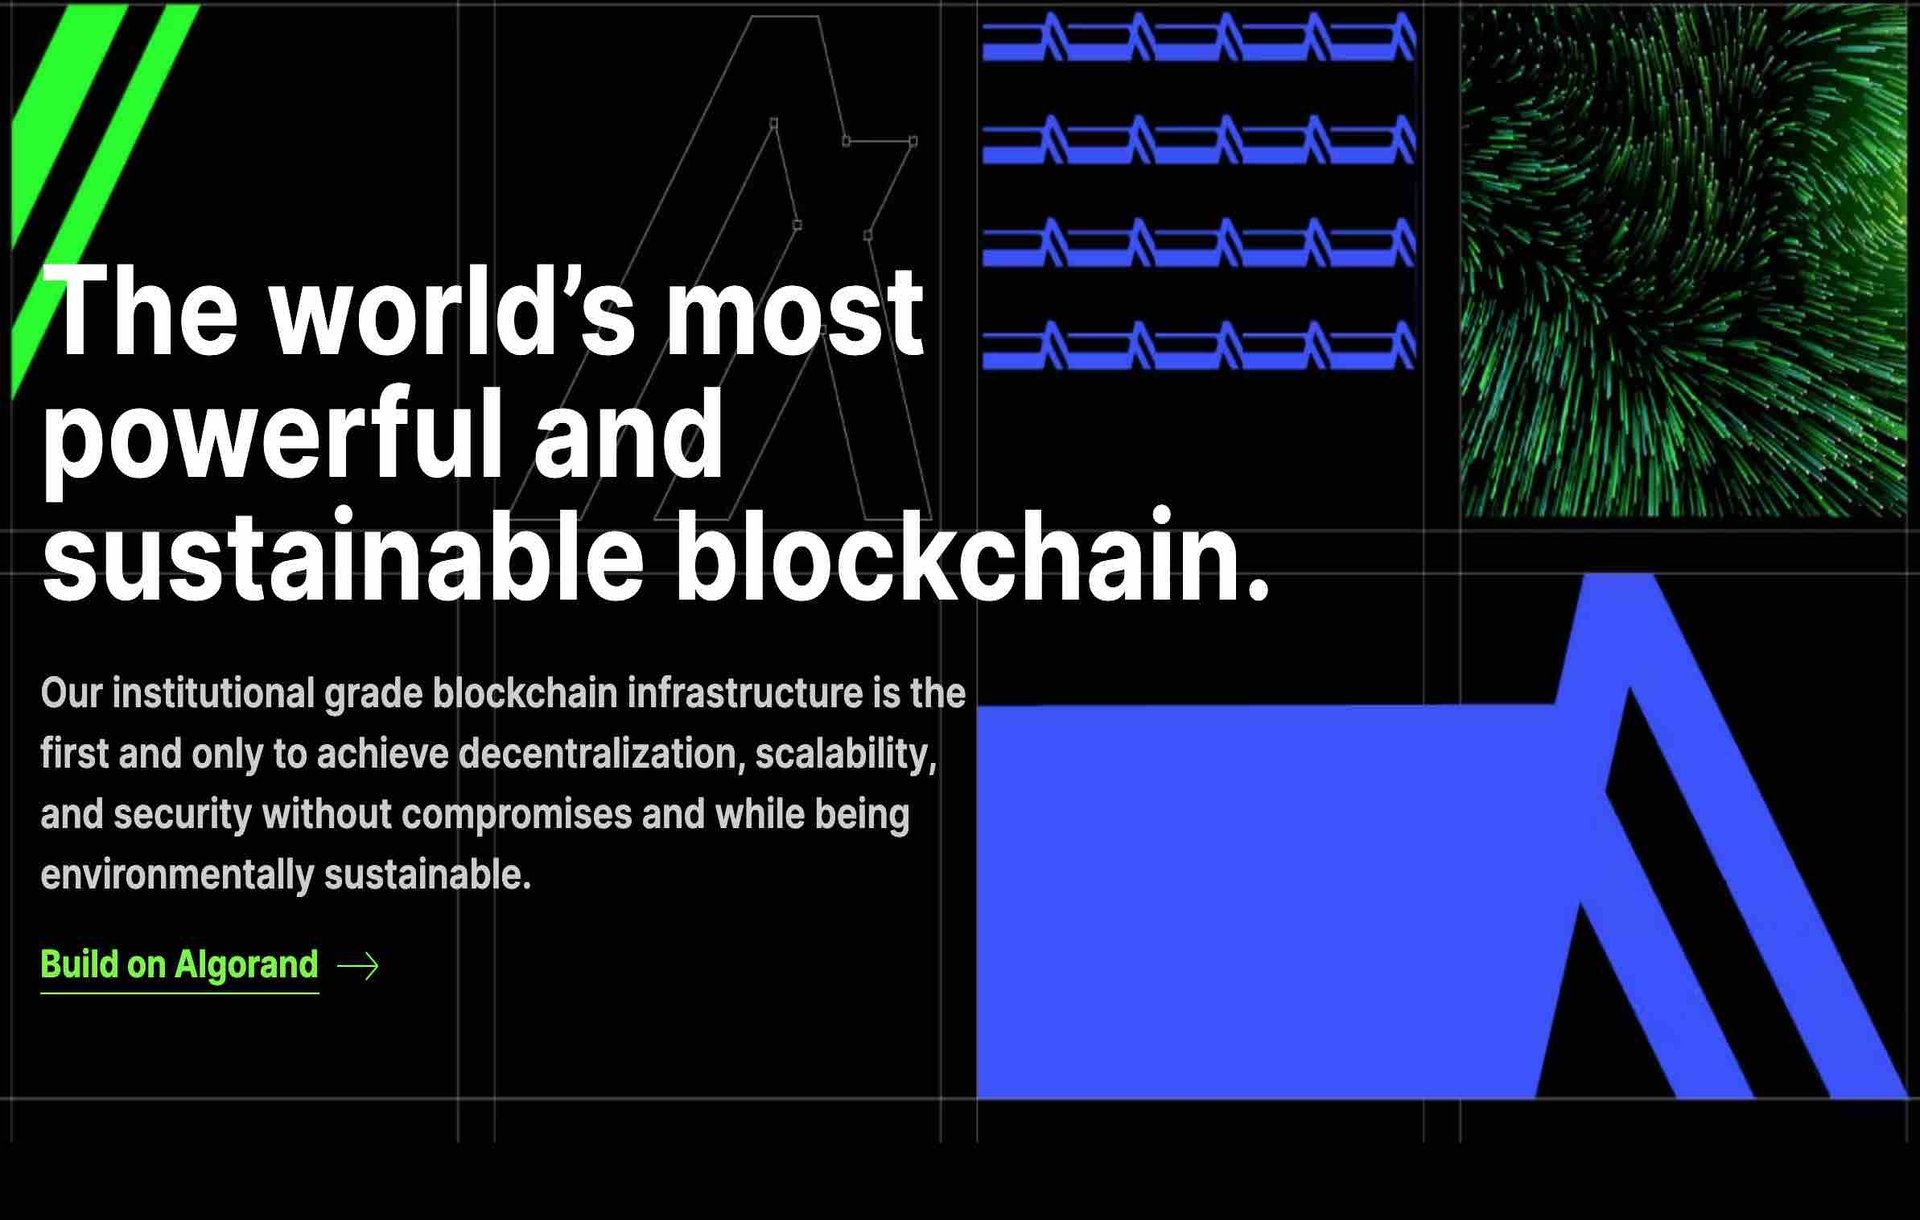 The world’s most
powerful and
sustainable blockchain.
Our institutional grade blockchain infrastructure is the
first and only to achieve decentralization, scalability,
and security without compromises and while being
environmentally sustainable.
Build on Algorand